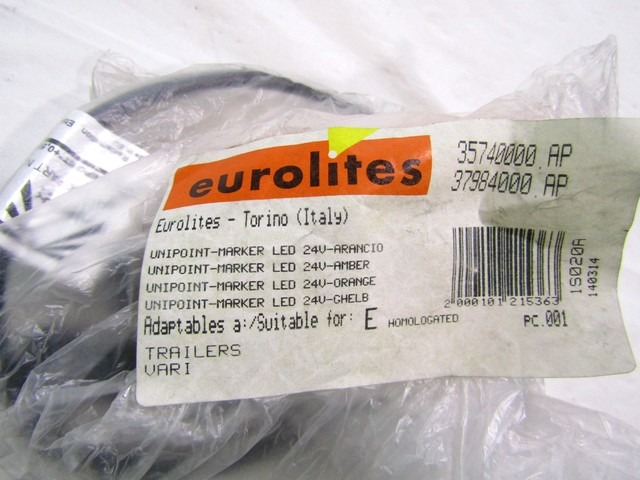 eurolites
35740000.AP
37984000.AP
Eurolites - Torino (Italy)
UNIPOINT-MARKER LED 24V-ARANCIO
UNIPOINT-MARKER LED 24V-AMBER
UNIPOINT-MARKER LED 24V-ORANGE
UNIPOINT-MARKER LED 24V-GHELB
Adaptables a:/Suitable for: E HOMOLOGATED
TRAILERS
VARI
2 000101 215363
PC.001
IS020A
140314